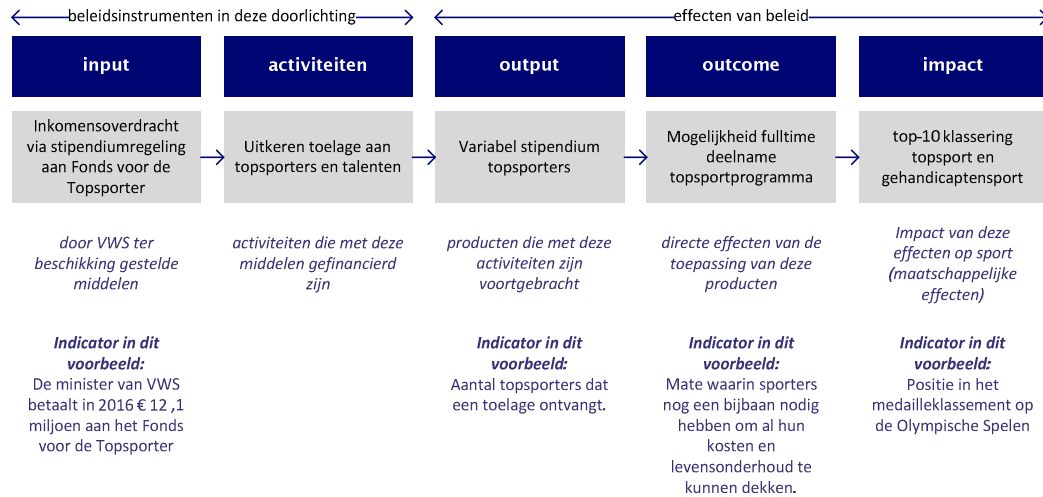 beleidsinstrumenten in deze doorlichting
effecten van beleid
input
activiteiten
output
outcome
impact
Inkomensoverdracht
via stipendiumregeling
aan Fonds voor de
Topsporter
Uitkeren toelage aan
topsporters en talenten
Variabel stipendium
topsporters
Mogelijkheid fulltime
deelname
topsportprogramma
top-10 klassering
topsport en
gehandicaptensport
door VWS ter
beschikking gestelde
middelen
activiteiten die met deze
middelen gefinancierd
zijn
producten die met deze
activiteiten zijn
voortgebracht
directe effecten van de
toepassing van deze
producten
Impact van deze
effecten op sport
(maatschappelijke
effecten)
Indicator in dit
voorbeeld:
De minister van VWS
betaalt in 2016 € 12 ,1
miljoen aan het Fonds
voor de Topsporter
Indicator in dit
voorbeeld:
Aantal topsporters dat
een toelage ontvangt.
Indicator in dit
voorbeeld:
Mate waarin sporters
nog een bijbaan nodig
hebben om al hun
kosten en
levensonderhoud te
kunnen dekken.
Indicator in dit
voorbeeld:
Positie in het
medailleklassement op
de Olympische Spelen